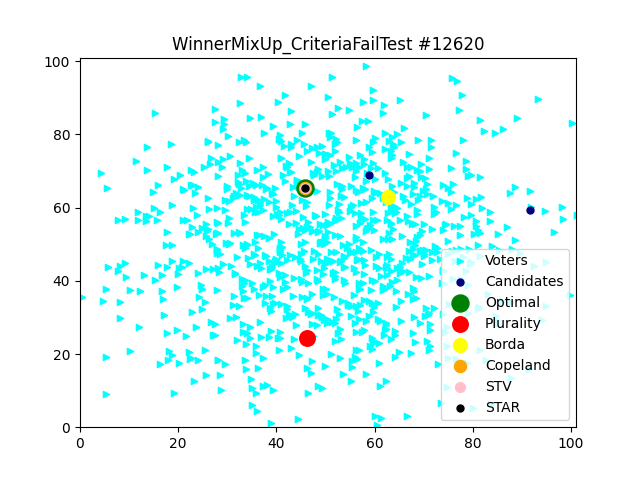 WinnerMixUp_CriteriaFailTest #12620
100
80
60
40
20
0
0
20
40
60
80
100
Voters
Candidates
Optimal
Plurality
Borda
Copeland
STV
STAR